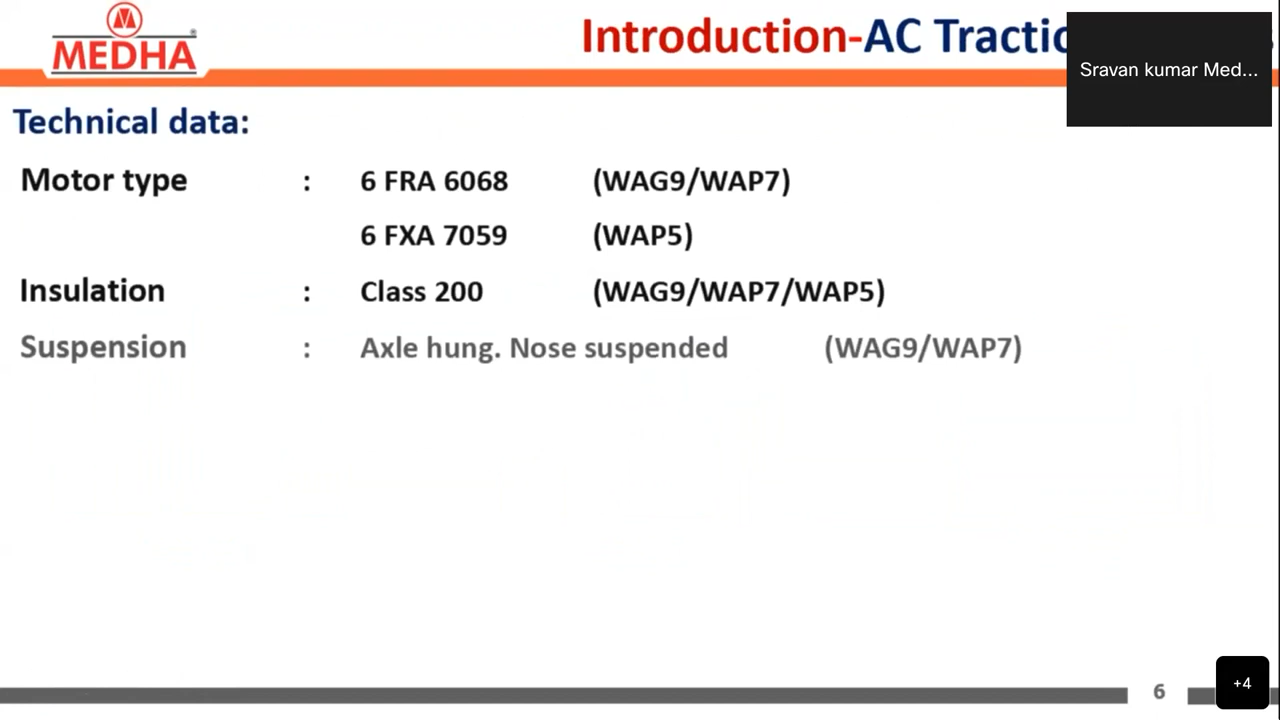 MEDHA
Introduction-AC
Sravan kumar Med...
Technical data:
Motor type : 6 FRA 6068 (WAG9/WAP7)
6 FXA 7059 (WAP5)
Insulation : Class 200 (WAG9/WAP7/WAP5)
Suspension : Axle hung. Nose suspended (WAG9/WAP7)
6
+4